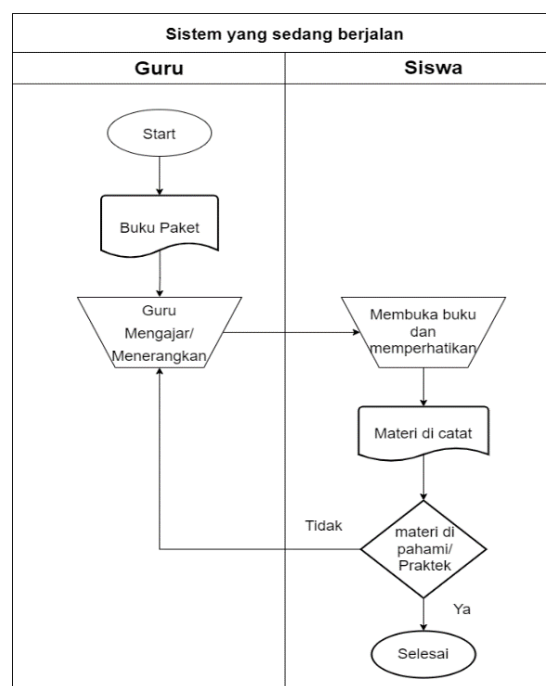 Sistem yang sedang berjalan
Guru
Siswa
Start
Buku Paket
Guru
Mengajar/
Menerangkan
Membuka buku
dan
memperhatikan
Materi di catat
materi di
pahami/
Praktek
Tidak
Ya
Selesai